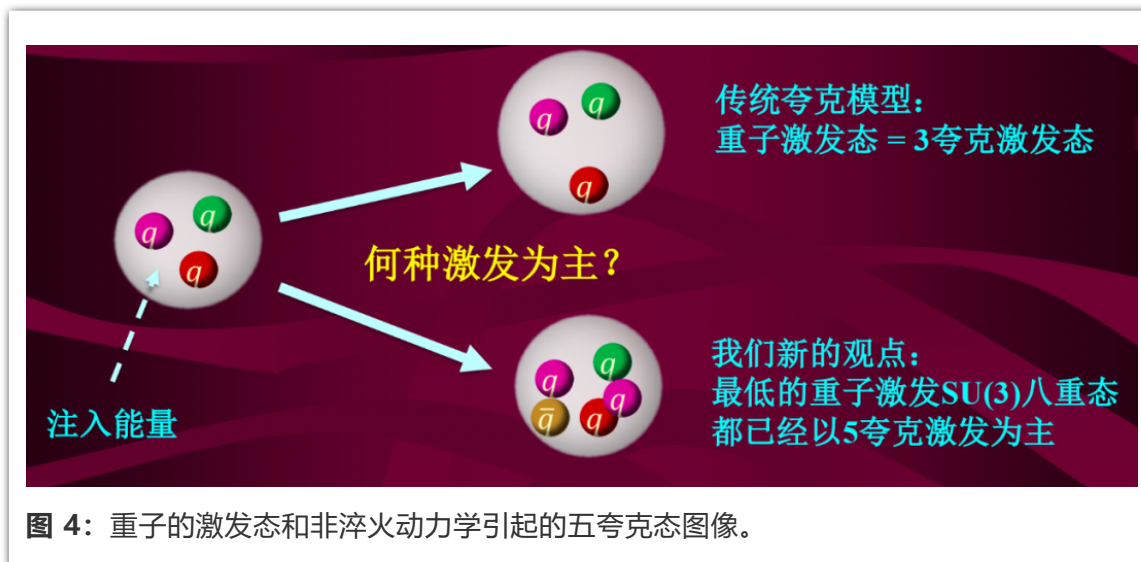 q
q
q
传统夸克模型：
重子激发态 = 3夸克激发态
q
q
q
何种激发为主？
注入能量
q
q
q
q̅
q
我们新的观点：
最低的重子激发SU(3)八重态
都已经以5夸克激发为主
图 4：重子的激发态和非淬火动力学引起的五夸克态图像。